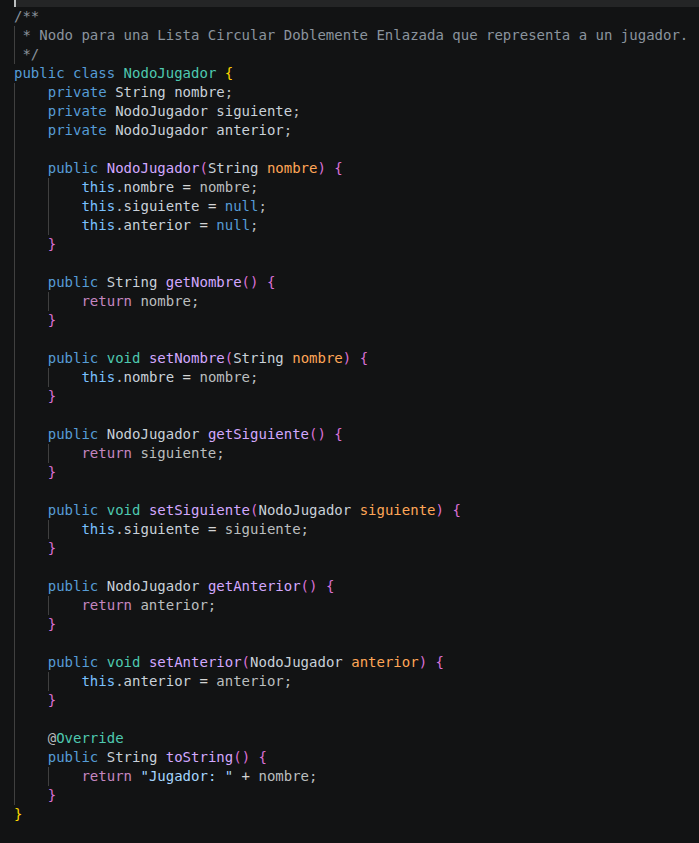 /**
 * Nodo para una Lista Circular Doblemente Enlazada que representa a un jugador.
 */
public class NodoJugador {
    private String nombre;
    private NodoJugador siguiente;
    private NodoJugador anterior;

    public NodoJugador(String nombre) {
        this.nombre = nombre;
        this.siguiente = null;
        this.anterior = null;
    }

    public String getNombre() {
        return nombre;
    }

    public void setNombre(String nombre) {
        this.nombre = nombre;
    }

    public NodoJugador getSiguiente() {
        return siguiente;
    }

    public void setSiguiente(NodoJugador siguiente) {
        this.siguiente = siguiente;
    }

    public NodoJugador getAnterior() {
        return anterior;
    }

    public void setAnterior(NodoJugador anterior) {
        this.anterior = anterior;
    }

    @Override
    public String toString() {
        return "Jugador: " + nombre;
    }
}